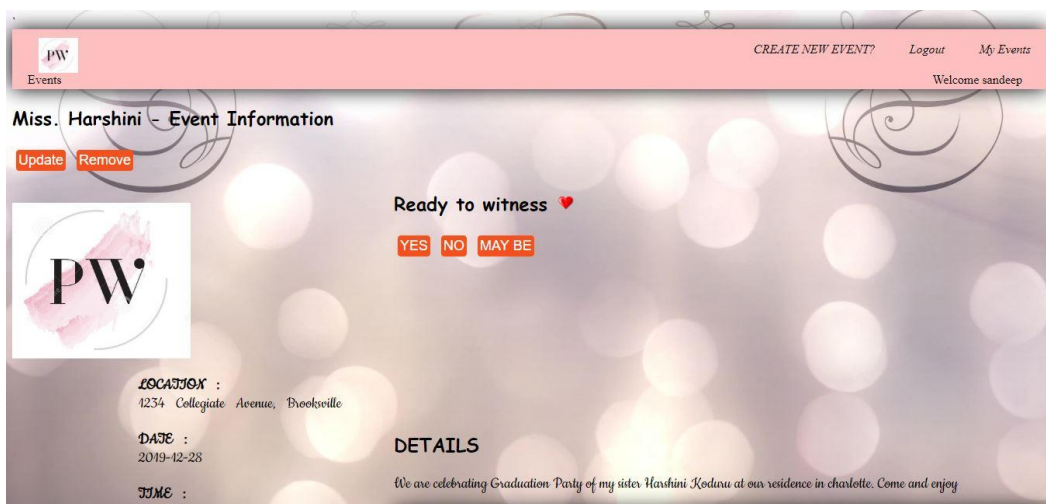 PW
CREATE NEW EVENT? Logout My Events
Events
Welcome sandeep
Miss. Harshini - Event Information
Update Remove
Ready to witness
YES NO MAY BE
PW
LOCATION :
1234 Collegiate Avenue, Brooksville
DATE :
2019-12-28
TIME :
DETAILS
We are celebrating Graduation Party of my sister Harshini Koduru at our residence in charlotte. Come and enjoy